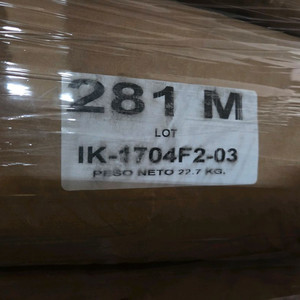 281 M
LOT
IK-1704F2-03
PESO NETO 22.7 KG.